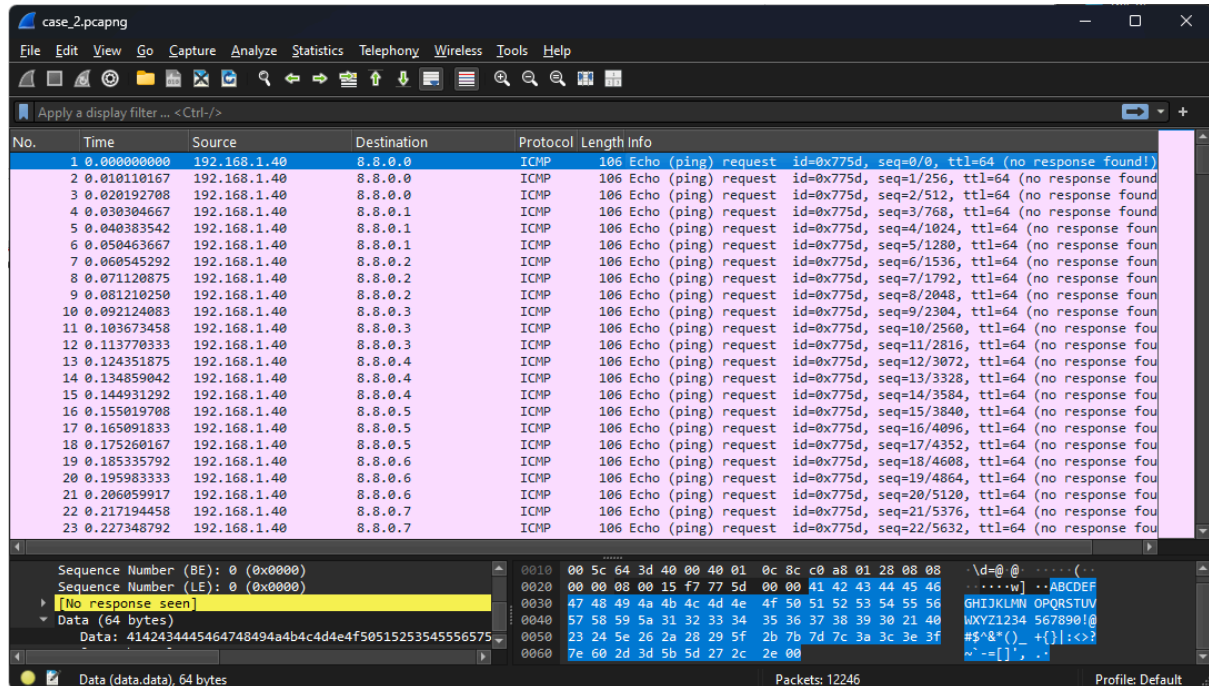 case_2.pcapng
File Edit View Go Capture Analyze Statistics Telephony Wireless Tools Help
Apply a display filter ... <Ctrl-/>
No. Time Source Destination Protocol Length Info
1 0.000000000 192.168.1.40 8.8.0.0 ICMP 106 Echo (ping) request id=0x775d, seq=0/0, ttl=64 (no response found!)
2 0.010110167 192.168.1.40 8.8.0.0 ICMP 106 Echo (ping) request id=0x775d, seq=1/256, ttl=64 (no response found
3 0.020192708 192.168.1.40 8.8.0.0 ICMP 106 Echo (ping) request id=0x775d, seq=2/512, ttl=64 (no response found
4 0.030304667 192.168.1.40 8.8.0.1 ICMP 106 Echo (ping) request id=0x775d, seq=3/768, ttl=64 (no response found
5 0.040383542 192.168.1.40 8.8.0.1 ICMP 106 Echo (ping) request id=0x775d, seq=4/1024, ttl=64 (no response foun
6 0.050463667 192.168.1.40 8.8.0.1 ICMP 106 Echo (ping) request id=0x775d, seq=5/1280, ttl=64 (no response foun
7 0.060545292 192.168.1.40 8.8.0.2 ICMP 106 Echo (ping) request id=0x775d, seq=6/1536, ttl=64 (no response foun
8 0.071120875 192.168.1.40 8.8.0.2 ICMP 106 Echo (ping) request id=0x775d, seq=7/1792, ttl=64 (no response foun
9 0.081210250 192.168.1.40 8.8.0.2 ICMP 106 Echo (ping) request id=0x775d, seq=8/2048, ttl=64 (no response foun
10 0.092124083 192.168.1.40 8.8.0.3 ICMP 106 Echo (ping) request id=0x775d, seq=9/2304, ttl=64 (no response foun
11 0.103673458 192.168.1.40 8.8.0.3 ICMP 106 Echo (ping) request id=0x775d, seq=10/2560, ttl=64 (no response fou
12 0.113770333 192.168.1.40 8.8.0.3 ICMP 106 Echo (ping) request id=0x775d, seq=11/2816, ttl=64 (no response fou
13 0.124351875 192.168.1.40 8.8.0.4 ICMP 106 Echo (ping) request id=0x775d, seq=12/3072, ttl=64 (no response fou
14 0.134859042 192.168.1.40 8.8.0.4 ICMP 106 Echo (ping) request id=0x775d, seq=13/3328, ttl=64 (no response fou
15 0.144931292 192.168.1.40 8.8.0.4 ICMP 106 Echo (ping) request id=0x775d, seq=14/3584, ttl=64 (no response fou
16 0.155019708 192.168.1.40 8.8.0.5 ICMP 106 Echo (ping) request id=0x775d, seq=15/3840, ttl=64 (no response fou
17 0.165091833 192.168.1.40 8.8.0.5 ICMP 106 Echo (ping) request id=0x775d, seq=16/4096, ttl=64 (no response fou
18 0.175260167 192.168.1.40 8.8.0.5 ICMP 106 Echo (ping) request id=0x775d, seq=17/4352, ttl=64 (no response fou
19 0.185335792 192.168.1.40 8.8.0.6 ICMP 106 Echo (ping) request id=0x775d, seq=18/4608, ttl=64 (no response fou
20 0.195983333 192.168.1.40 8.8.0.6 ICMP 106 Echo (ping) request id=0x775d, seq=19/4864, ttl=64 (no response fou
21 0.206059917 192.168.1.40 8.8.0.6 ICMP 106 Echo (ping) request id=0x775d, seq=20/5120, ttl=64 (no response fou
22 0.217194458 192.168.1.40 8.8.0.7 ICMP 106 Echo (ping) request id=0x775d, seq=21/5376, ttl=64 (no response fou
23 0.227348792 192.168.1.40 8.8.0.7 ICMP 106 Echo (ping) request id=0x775d, seq=22/5632, ttl=64 (no response fou
Sequence Number (BE): 0 (0x0000)
Sequence Number (LE): 0 (0x0000)
[No response seen]
Data (64 bytes)
Data: 4142434445464748494a4b4c4d4e4f50515253545556575
0010 00 5c 64 3d 40 00 40 01 0c 8c c0 a8 01 28 08 08 ·\d=@·@· ·····(··
0020 00 00 08 00 15 f7 77 5d 00 00 41 42 43 44 45 46 ······w] ··ABCDEF
0030 47 48 49 4a 4b 4c 4d 4e 4f 50 51 52 53 54 55 56 GHIJKLMN OPQRSTUV
0040 57 58 59 5a 31 32 33 34 35 36 37 38 39 30 21 40 WXYZ1234 567890!@
0050 23 24 5e 26 2a 28 29 5f 2b 7b 7d 7c 3a 3c 3e 3f #$^&*()_ +{}|:<>?
0060 7e 60 2d 3d 5b 5d 27 2c 2e 00 ~`-=[]', .·
Data (data.data), 64 bytes
Packets: 12246
Profile: Default